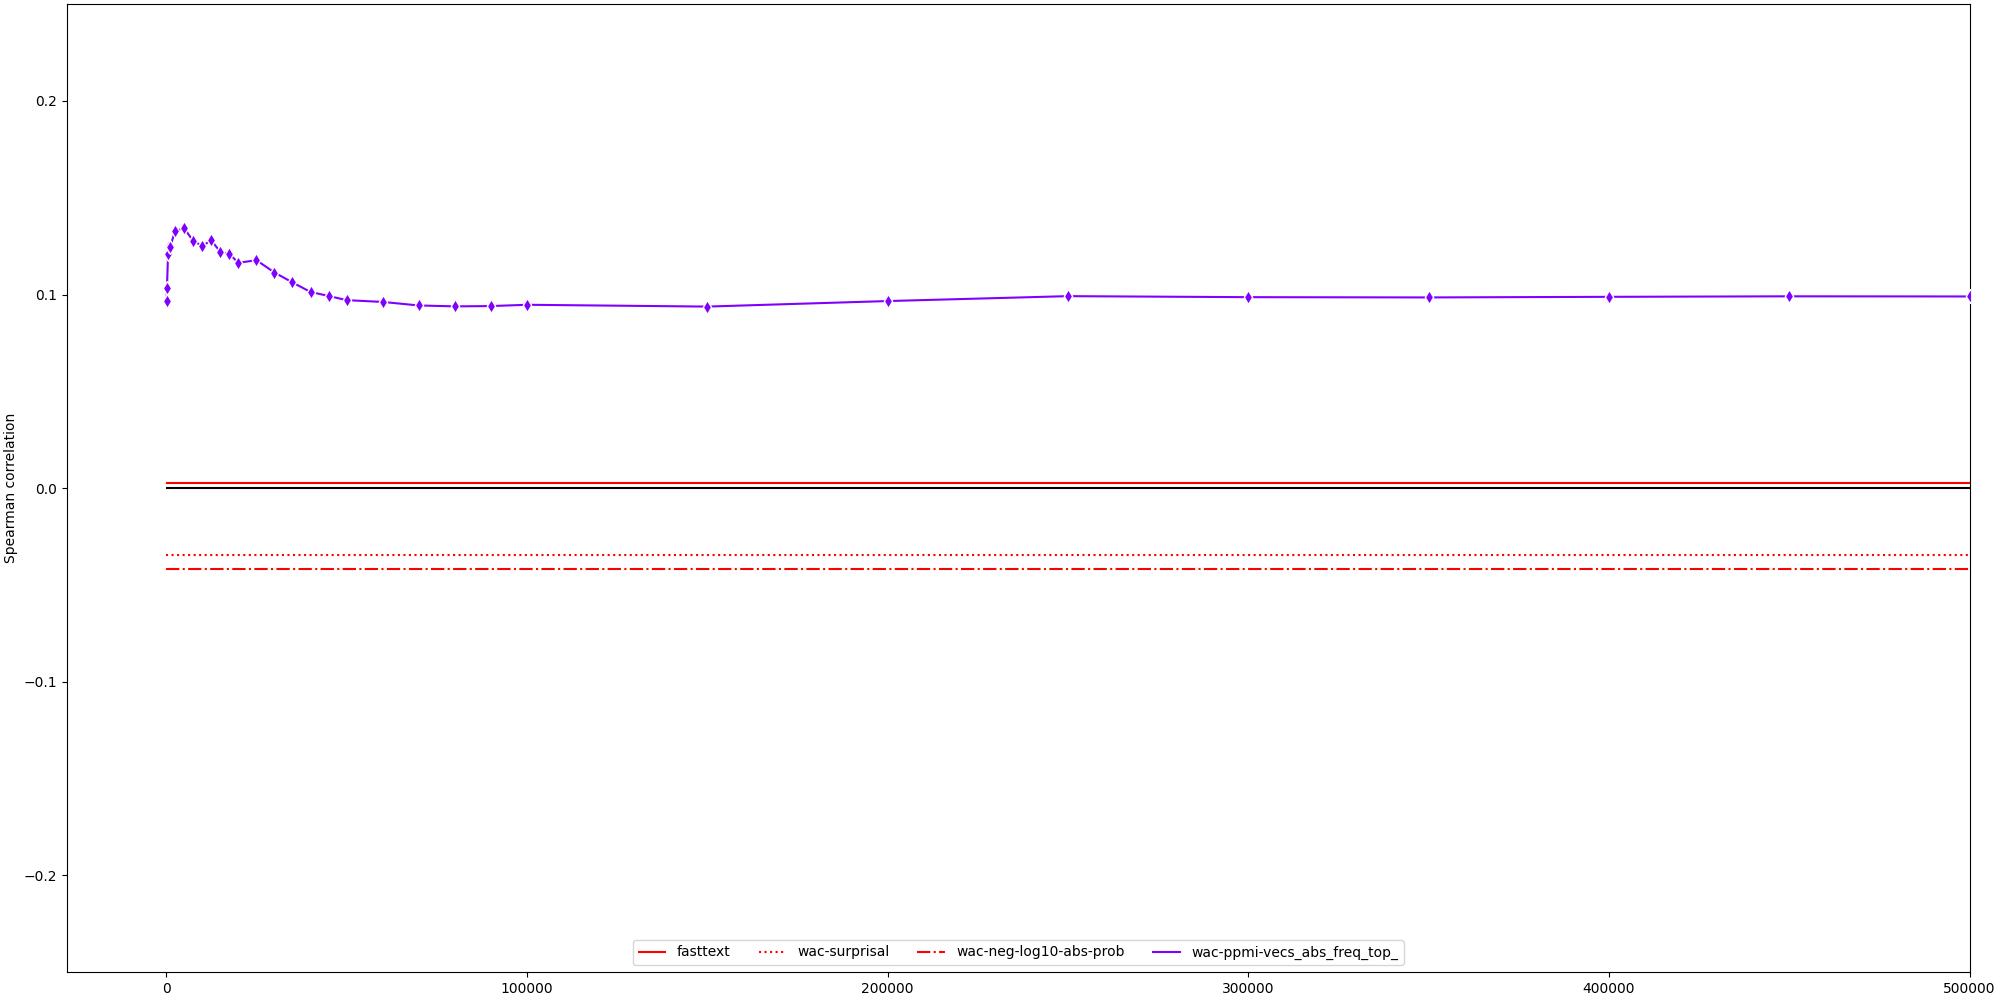 0.2
0.1
0.0
−0.1
−0.2
Spearman correlation
fasttext wac-surprisal wac-neg-log10-abs-prob wac-ppmi-vecs_abs_freq_top_
0 100000 200000 300000 400000 500000